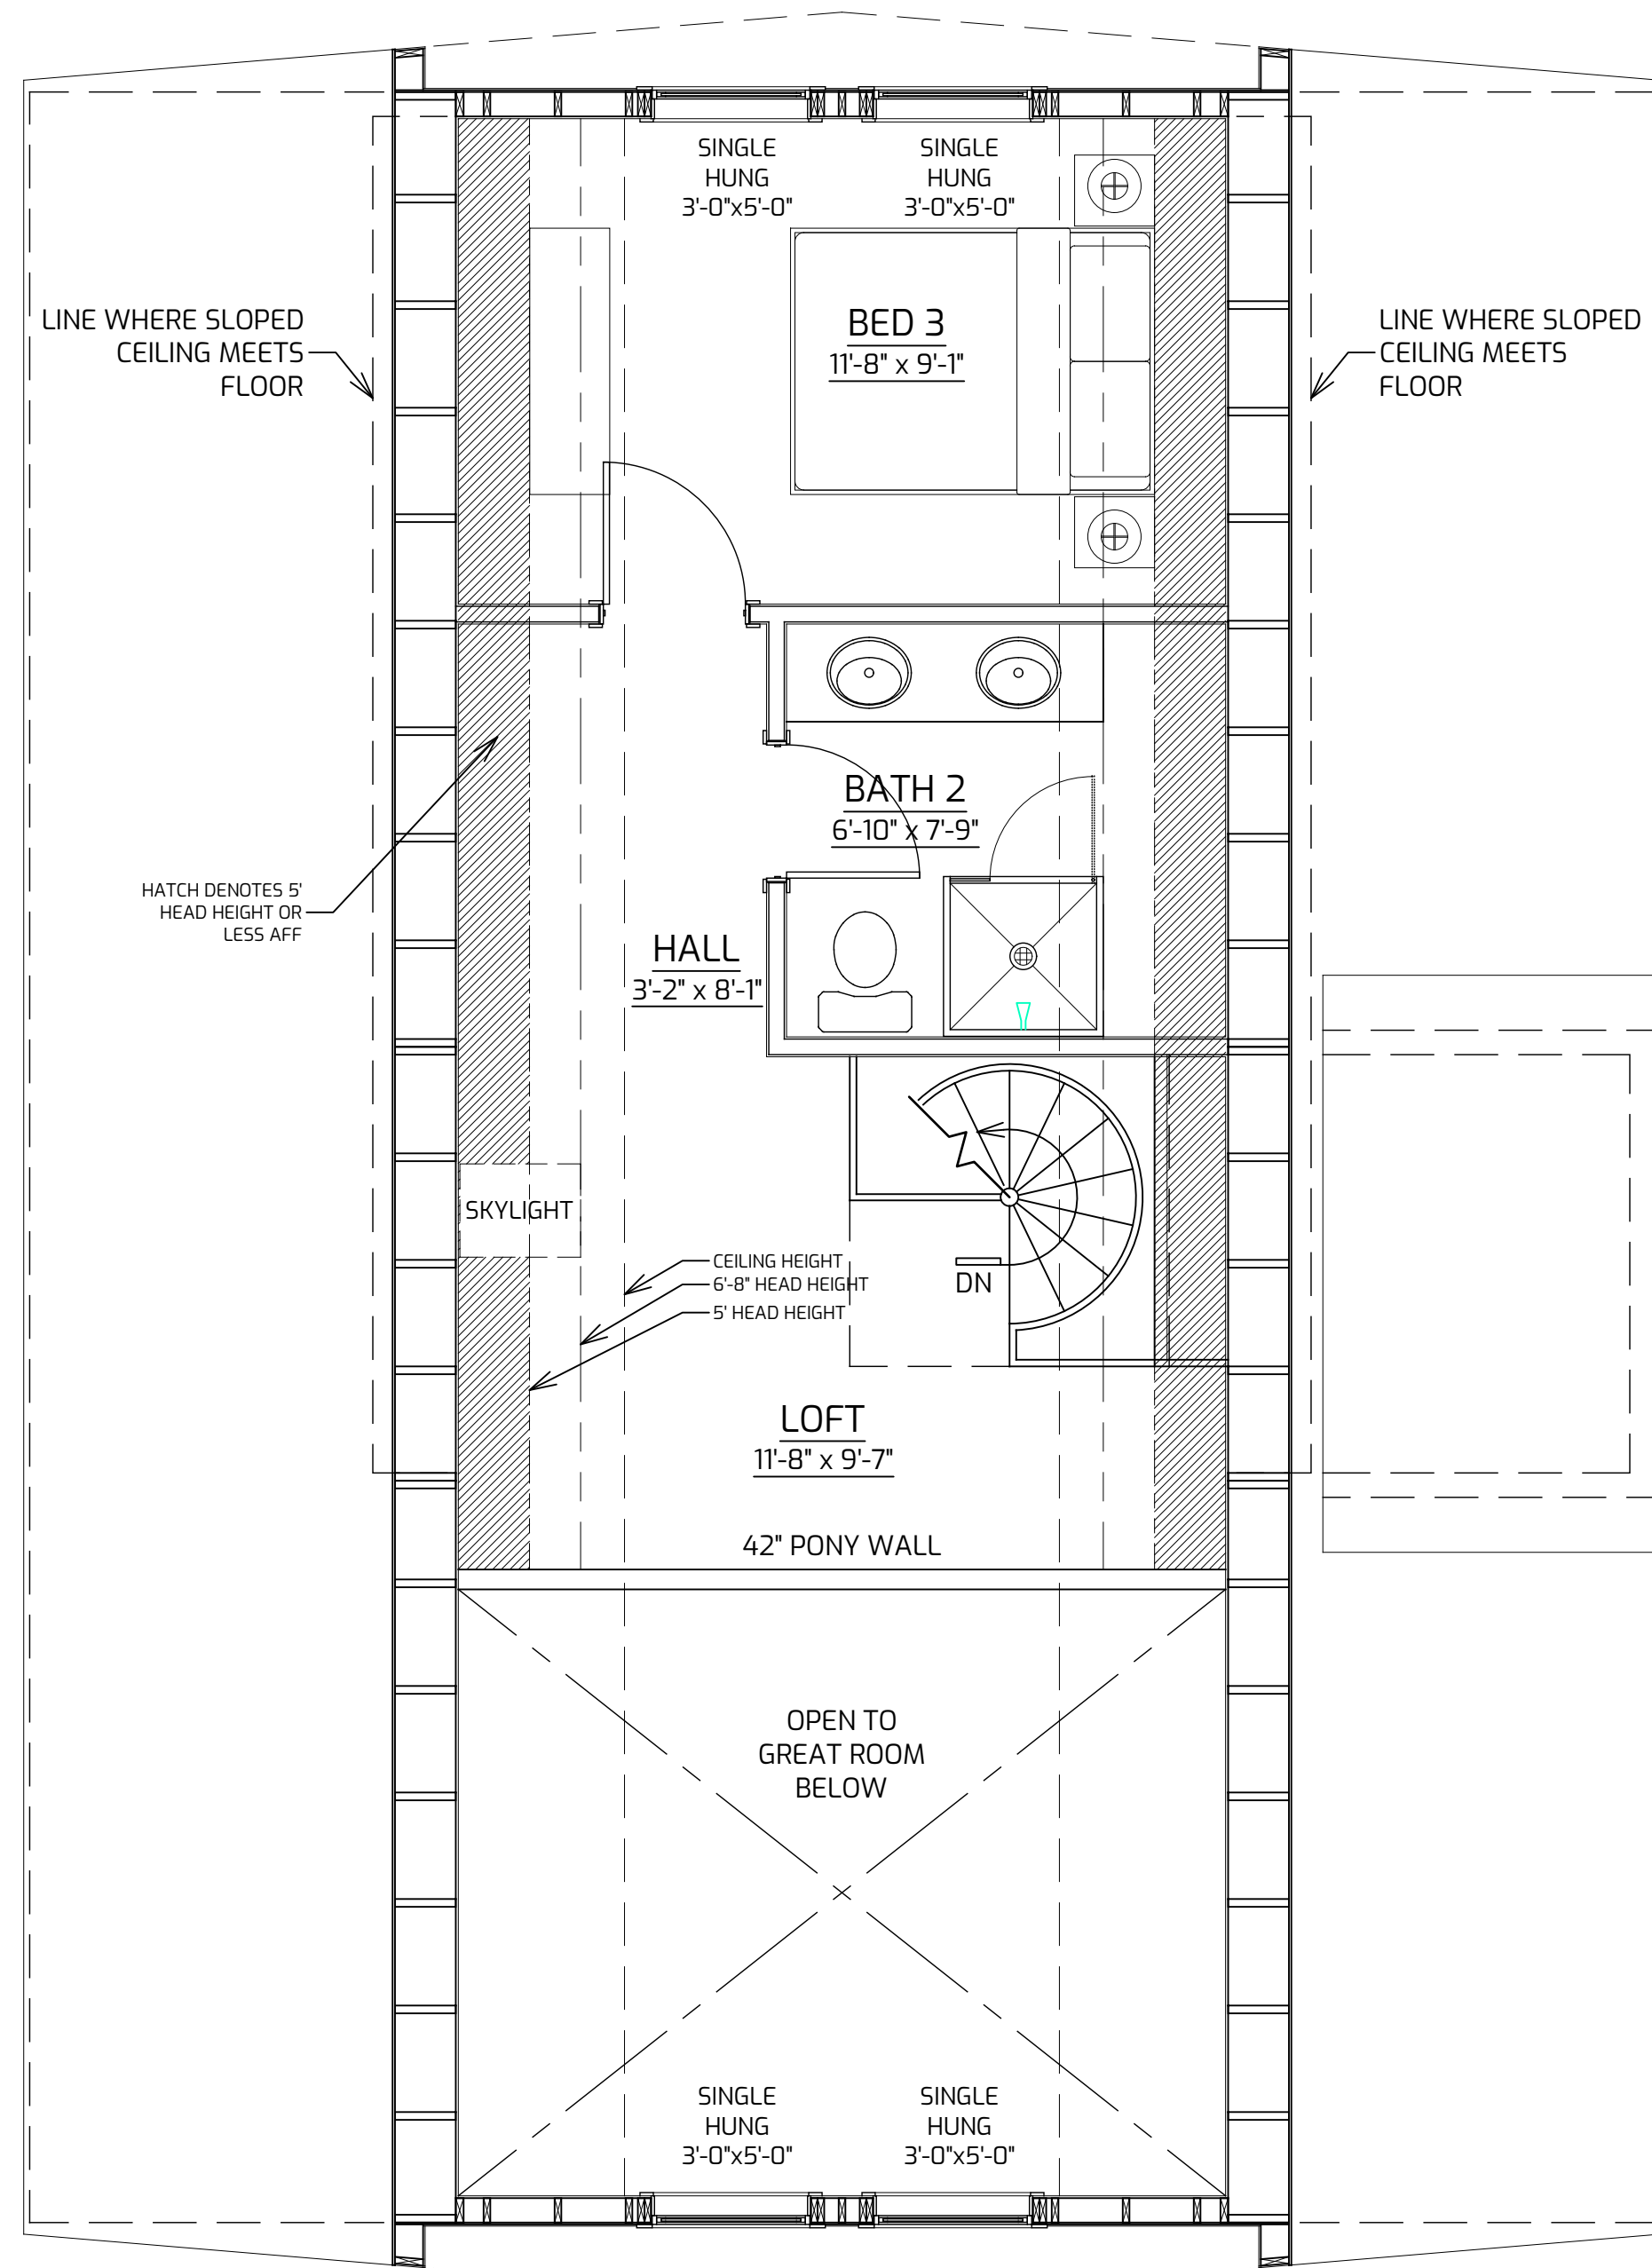 SINGLE
HUNG
3'-0"x5'-0"
SINGLE
HUNG
3'-0"x5'-0"
LINE WHERE SLOPED
CEILING MEETS
FLOOR
BED 3
11'-8" x 9'-1"
LINE WHERE SLOPED
CEILING MEETS
FLOOR
BATH 2
6'-10" x 7'-9"
HATCH DENOTES 5'
HEAD HEIGHT OR
LESS AFF
HALL
3'-2" x 8'-1"
SKYLIGHT
CEILING HEIGHT
6'-8" HEAD HEIGHT
5' HEAD HEIGHT
DN
LOFT
11'-8" x 9'-7"
42" PONY WALL
OPEN TO
GREAT ROOM
BELOW
SINGLE
HUNG
3'-0"x5'-0"
SINGLE
HUNG
3'-0"x5'-0"